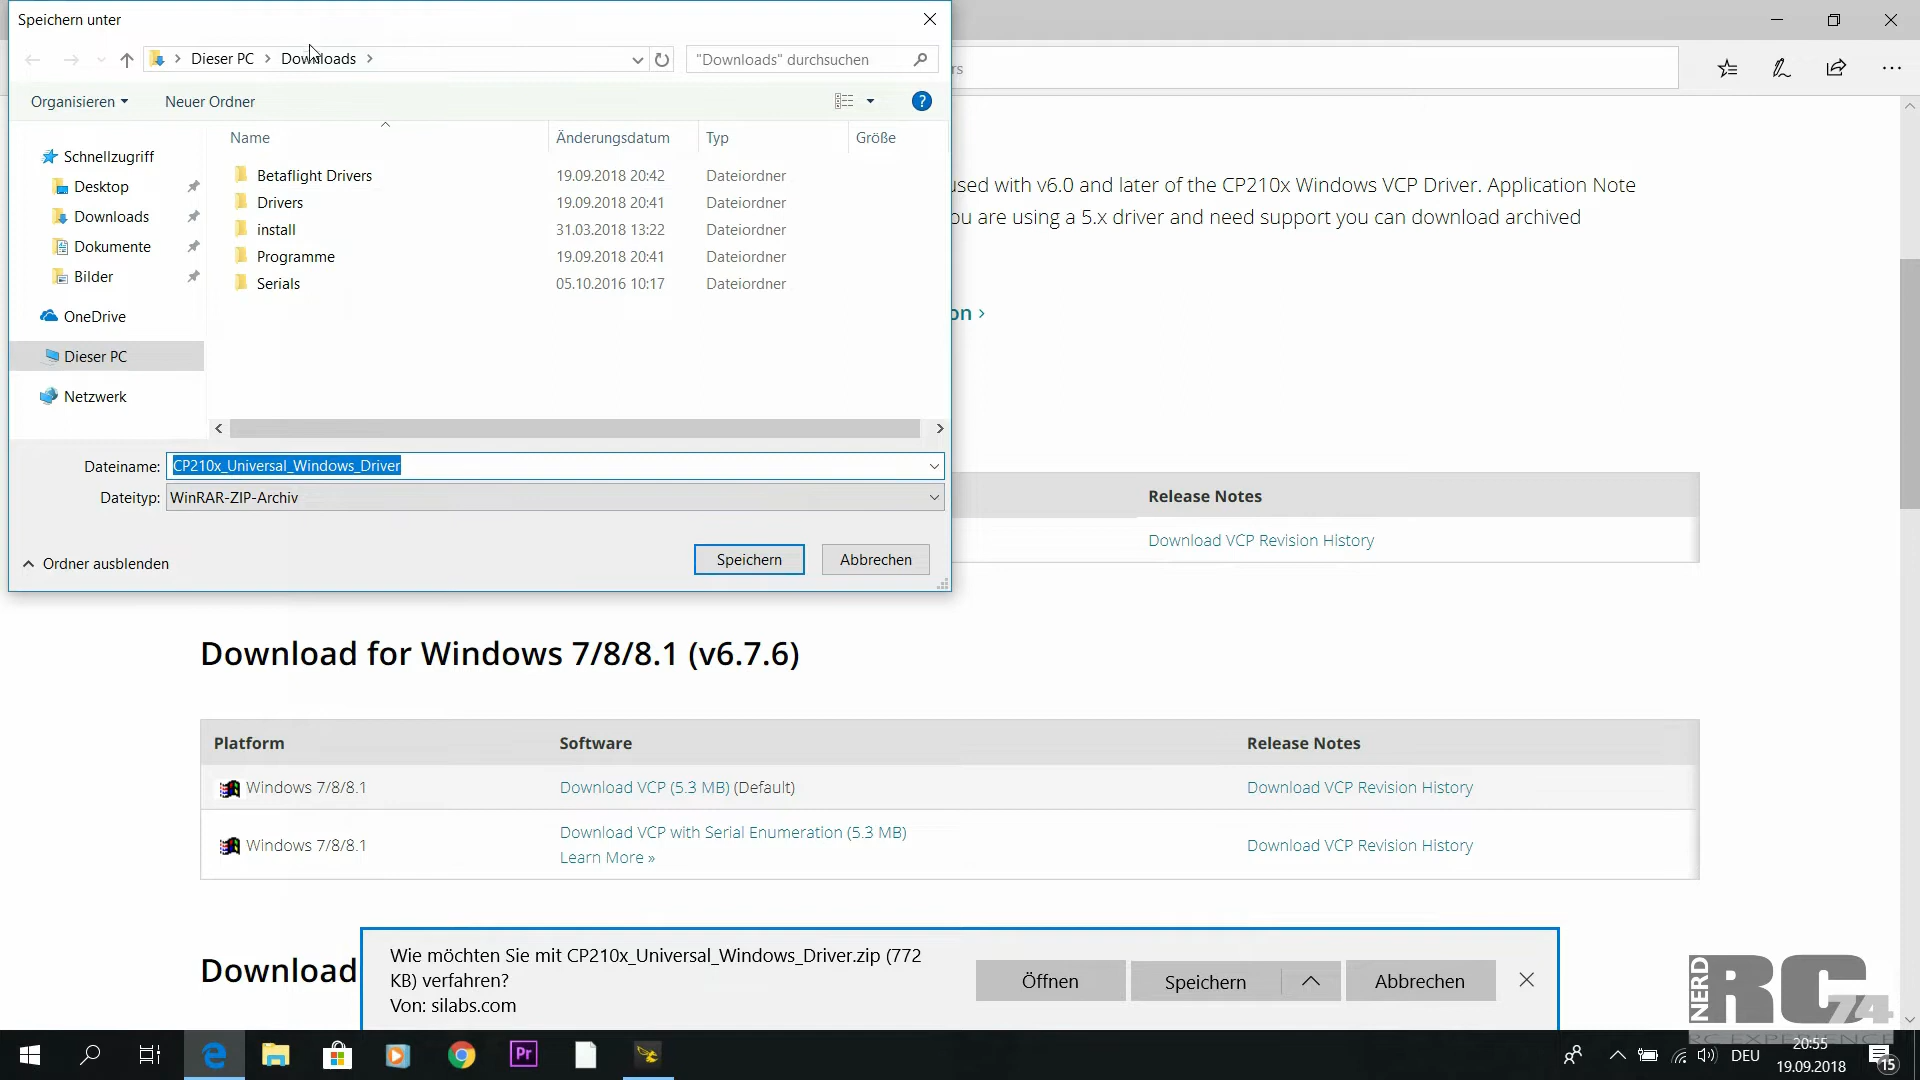 Speichern unter
Dieser PC
Downloads
"Downloads" durchsuchen
rs
Organisieren
Neuer Ordner
?
Name
Änderungsdatum
Typ
Größe
Schnellzugriff
Desktop
Downloads
Dokumente
Bilder
OneDrive
Dieser PC
Netzwerk
Betaflight Drivers 19.09.2018 20:42 Dateiordner
Drivers 19.09.2018 20:41 Dateiordner
install 31.03.2018 13:22 Dateiordner
Programme 19.09.2018 20:41 Dateiordner
Serials 05.10.2016 10:17 Dateiordner
Dateiname: CP210x_Universal_Windows_Driver
Dateityp: WinRAR-ZIP-Archiv
Ordner ausblenden
Speichern
Abbrechen
used with v6.0 and later of the CP210x Windows VCP Driver. Application Note
ou are using a 5.x driver and need support you can download archived
on ›
Release Notes
Download VCP Revision History
Download for Windows 7/8/8.1 (v6.7.6)
Platform Software Release Notes
Windows 7/8/8.1 Download VCP (5.3 MB) (Default) Download VCP Revision History
Windows 7/8/8.1 Download VCP with Serial Enumeration (5.3 MB) Download VCP Revision History
Learn More »
Download
Wie möchten Sie mit CP210x_Universal_Windows_Driver.zip (772
KB) verfahren?
Von: silabs.com
Öffnen
Speichern
Abbrechen
NERD
RC
74
RC EXPERIENCE
Pr
DEU
20:55
19.09.2018
15